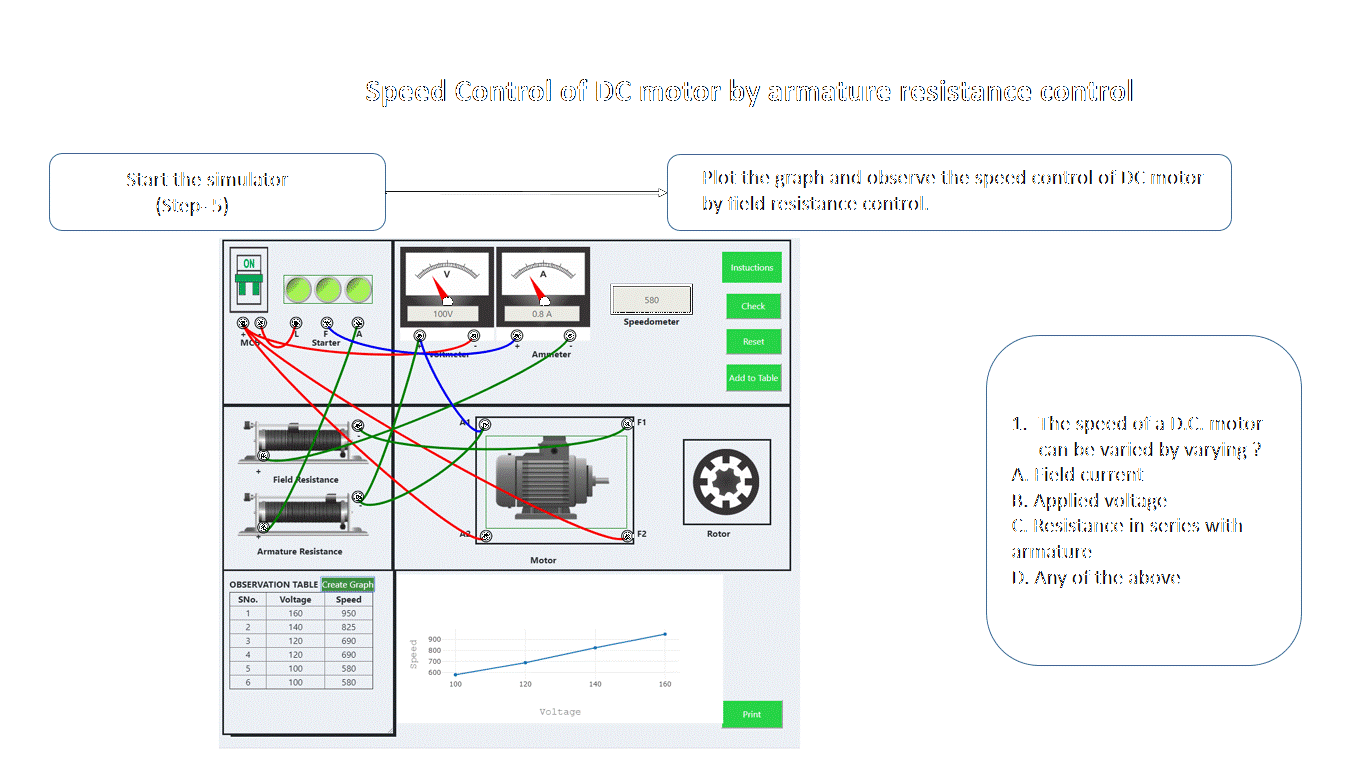 Speed Control of DC motor by armature resistance control
Start the simulator
(Step- 5)
Plot the graph and observe the speed control of DC motor
by field resistance control.
ON
V
100V
A
0.8 A
580
Speedometer
Instuctions
Check
Reset
Add to Table
+ -
L F A
MCB
Starter
+ -
Voltmeter
+ -
Ammeter
-
+
Field Resistance
-
+
Armature Resistance
A1
F1
A2
F2
Motor
Rotor
1. The speed of a D.C. motor
can be varied by varying ?
A. Field current
B. Applied voltage
C. Resistance in series with
armature
D. Any of the above
OBSERVATION TABLE Create Graph
SNo. Voltage Speed
1 160 950
2 140 825
3 120 690
4 120 690
5 100 580
6 100 580
Speed
900
800
700
600
100 120 140 160
Voltage
Print